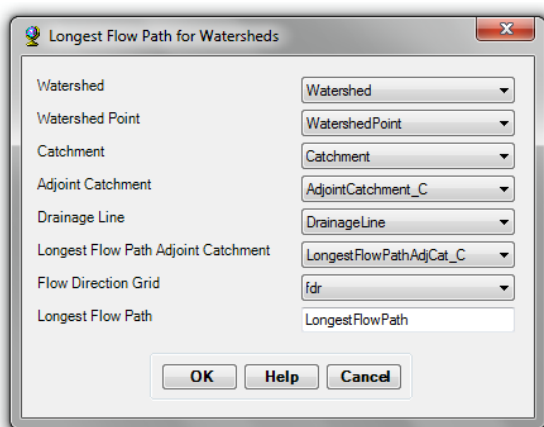 Longest Flow Path for Watersheds
Watershed Watershed
Watershed Point WatershedPoint
Catchment Catchment
Adjoint Catchment AdjointCatchment_C
Drainage Line DrainageLine
Longest Flow Path Adjoint Catchment LongestFlowPathAdjCat_C
Flow Direction Grid fdr
Longest Flow Path LongestFlowPath
OK Help Cancel